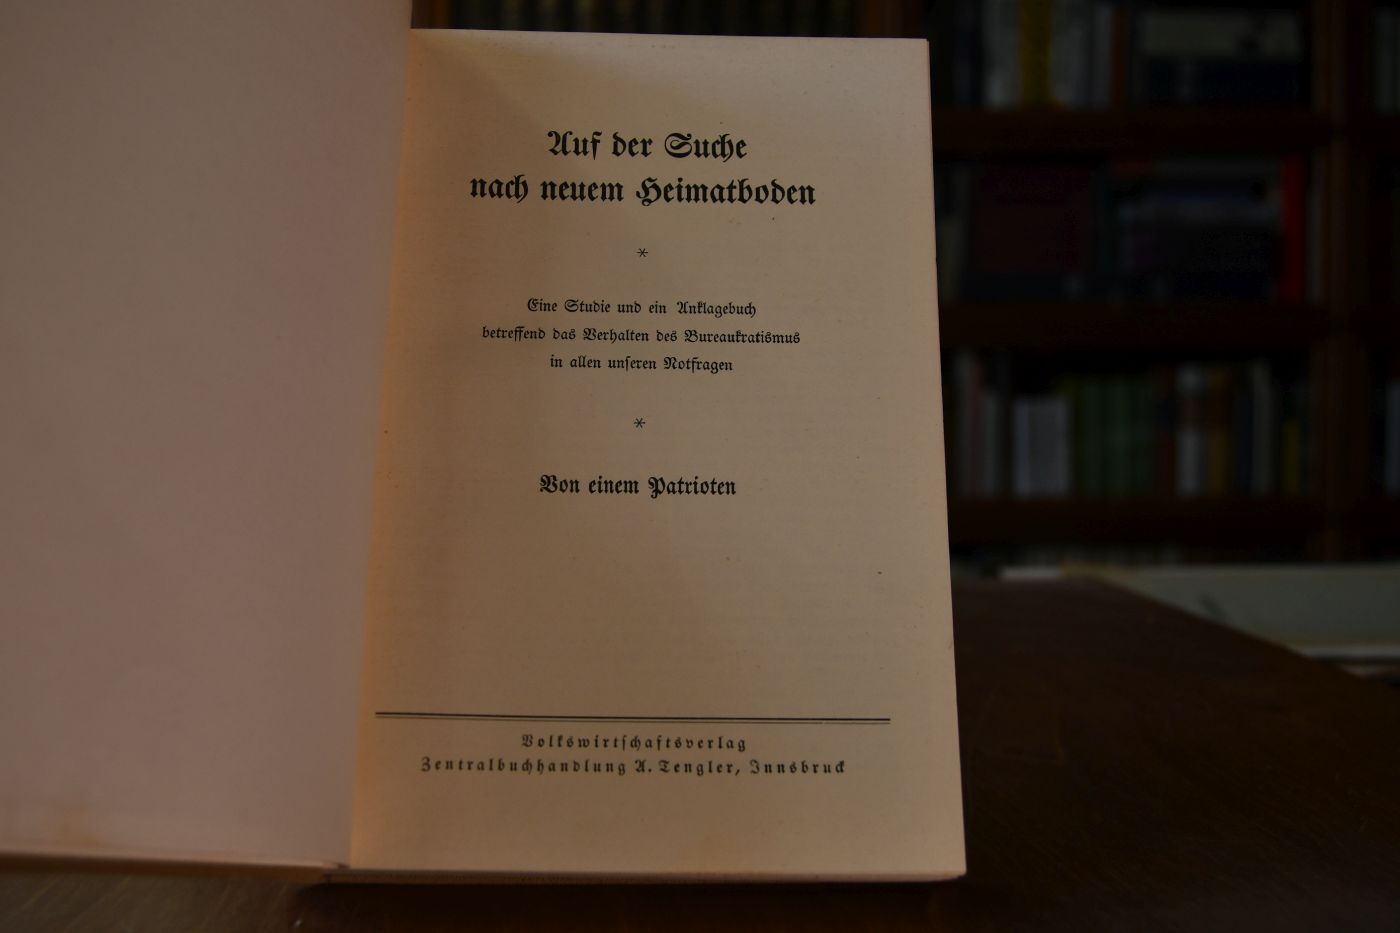 Auf der Suche
nach neuem Heimatboden
*
Eine Studie und ein Anklagebuch
betreffend das Verhalten des Bureaukratismus
in allen unſeren Notfragen
*
Von einem Patrioten
Volkswirtſchaftsverlag
Zentralbuchhandlung A. Tengler, Innsbruck